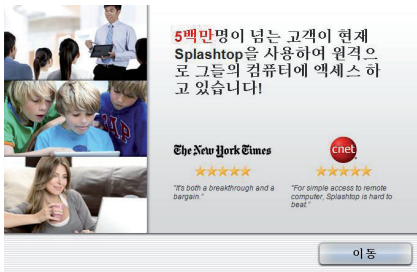 5백만명이 넘는 고객이 현재
Splashtop을 사용하여 원격으
로 그들의 컴퓨터에 액세스 하
고 있습니다!
The New York Times
"It's both a breakthrough and a
bargain."
cnet
"For simple access to remote
computer, Splashtop is hard to
beat."
이동